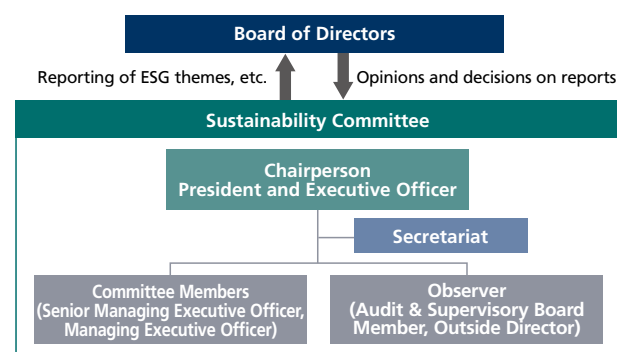 Board of Directors
Reporting of ESG themes, etc.
Opinions and decisions on reports
Sustainability Committee
Chairperson
President and Executive Officer
Secretariat
Committee Members
(Senior Managing Executive Officer,
Managing Executive Officer)
Observer
(Audit & Supervisory Board
Member, Outside Director)